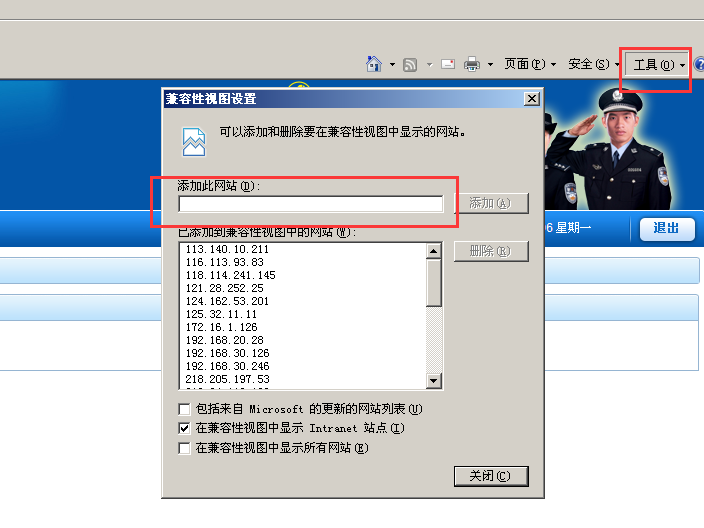 页面(P)
安全(S)
工具(O)
兼容性视图设置
可以添加和删除要在兼容性视图中显示的网站。
添加此网站(D):
添加(A)
已添加到兼容性视图中的网站(W):
6 星期一
退出
删除(R)
113.140.10.211
116.113.93.83
118.114.241.145
121.28.252.25
124.162.53.201
125.32.11.11
172.16.1.126
192.168.20.28
192.168.30.126
192.168.30.246
218.205.197.53
包括来自 Microsoft 的更新的网站列表(U)
在兼容性视图中显示 Intranet 站点(I)
在兼容性视图中显示所有网站(E)
关闭(C)